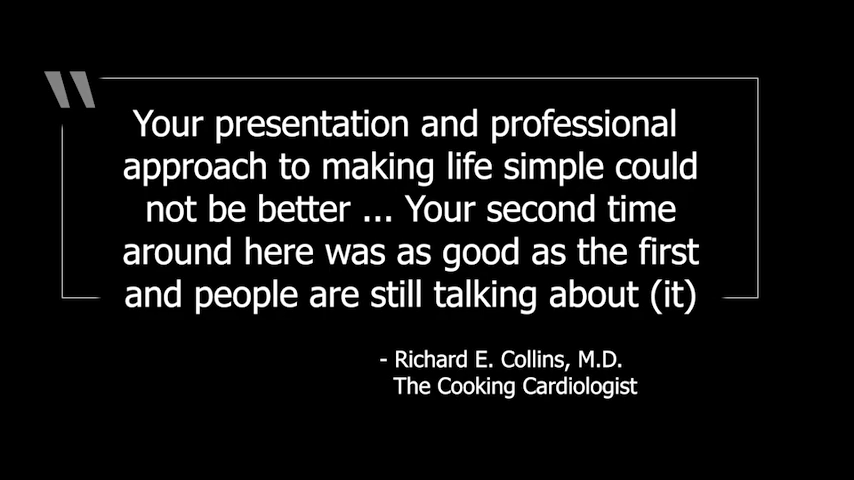 Your presentation and professional
approach to making life simple could
not be better ... Your second time
around here was as good as the first
and people are still talking about (it)
- Richard E. Collins, M.D.
The Cooking Cardiologist